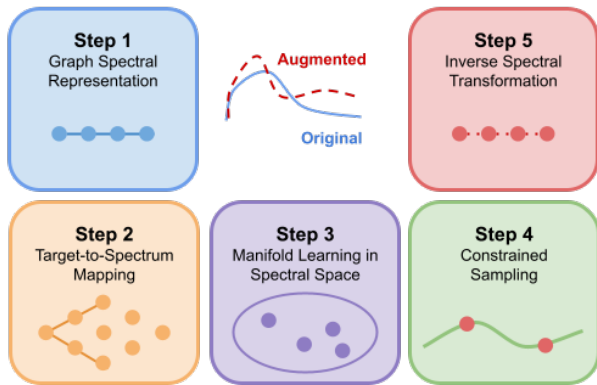 Step 1
Graph Spectral
Representation
Augmented
Original
Step 5
Inverse Spectral
Transformation
Step 2
Target-to-Spectrum
Mapping
Step 3
Manifold Learning in
Spectral Space
Step 4
Constrained
Sampling